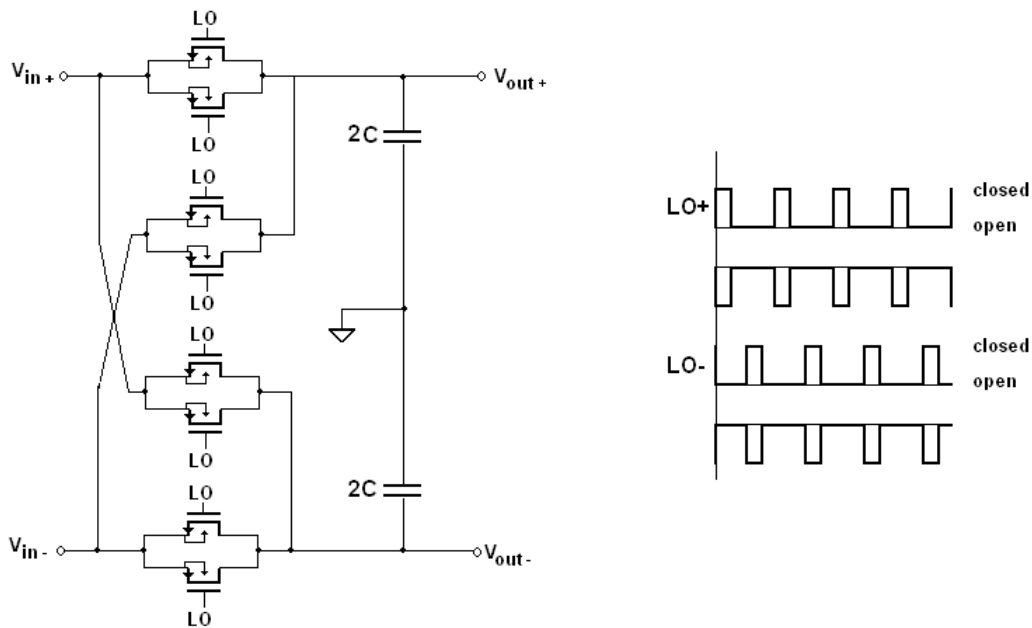 LO
Vin +
Vout +
LO
2C
LO
LO
LO
LO
2C
LO
Vin -
Vout -
LO
LO+
closed
open
LO-
closed
open